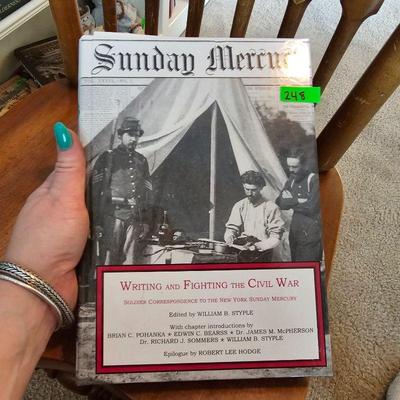 Sunday Mercury
248
WRITING AND FIGHTING THE CIVIL WAR
SOLDIER CORRESPONDENCE TO THE NEW YORK SUNDAY MERCURY
Edited by WILLIAM B. STYPLE
With chapter introductions by
BRIAN C. POHANKA ★ EDWIN C. BEARSS ★ Dr. JAMES M. McPHERSON
Dr. RICHARD J. SOMMERS ★ WILLIAM B. STYPLE
Epilogue by ROBERT LEE HODGE